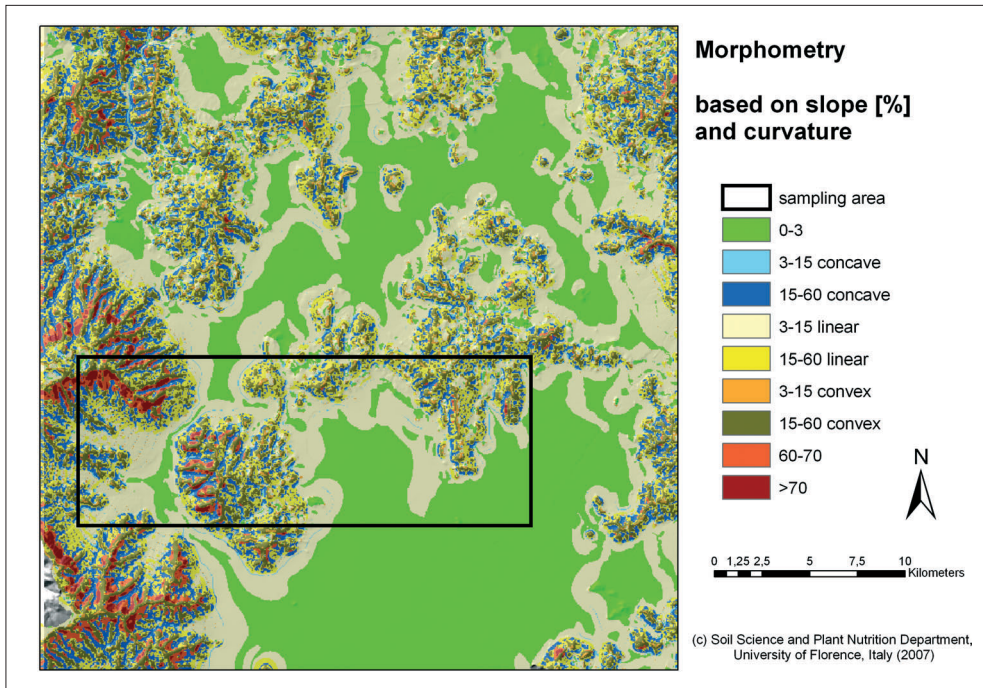 Morphometry
based on slope [%]
and curvature
sampling area
0-3
3-15 concave
15-60 concave
3-15 linear
15-60 linear
3-15 convex
15-60 convex
60-70
>70
N
0 1,25 2,5 5 7,5 10
Kilometers
(c) Soil Science and Plant Nutrition Department,
University of Florence, Italy (2007)